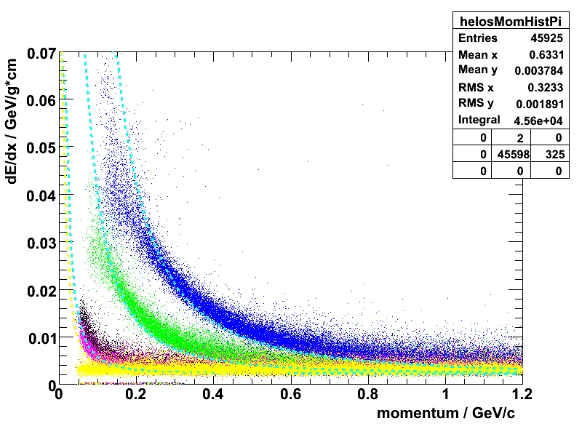 helosMomHistPi
Entries 45925
Mean x 0.6331
Mean y 0.003784
RMS x 0.3233
RMS y 0.001891
Integral 4.56e+04
0 2 0
0 45598 325
0 0 0
dE/dx / GeV/g*cm
0.07
0.06
0.05
0.04
0.03
0.02
0.01
0
0 0.2 0.4 0.6 0.8 1 1.2
momentum / GeV/c